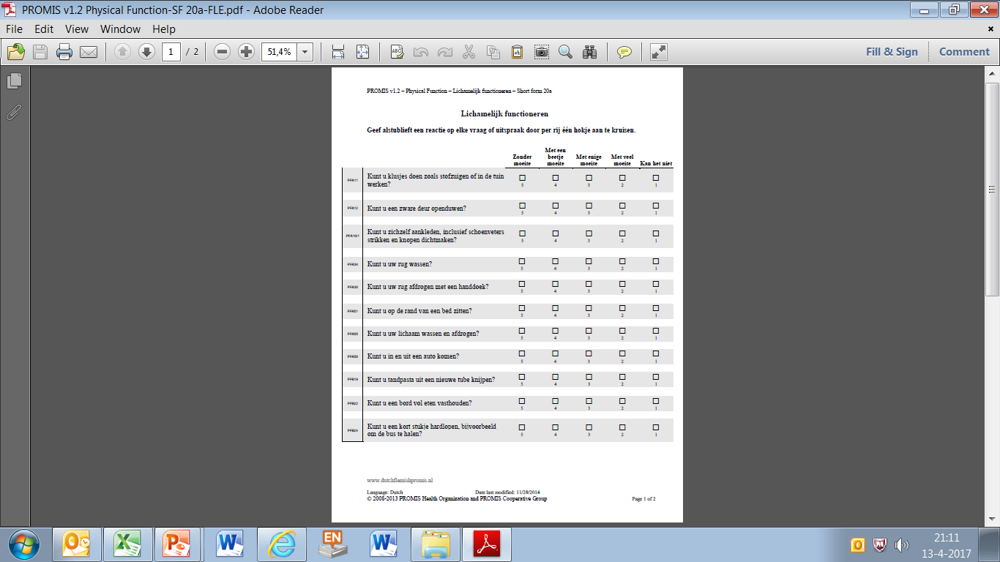 PROMIS v1.2 Physical Function-SF 20a-FLE.pdf - Adobe Reader
File Edit View Window Help
1 / 2 51,4% Fill & Sign Comment
PROMIS v1.2 – Physical Function – Lichamelijk functioneren – Short form 20a
Lichamelijk functioneren
Geef alstublieft een reactie op elke vraag of uitspraak door per rij één hokje aan te kruisen.
Zonder moeite
Met een beetje moeite
Met enige moeite
Met veel moeite
Kan het niet
PFA11
Kunt u klusjes doen zoals stofzuigen of in de tuin
werken?
5 4 3 2 1
PFA12
Kunt u een zware deur openduwen?
5 4 3 2 1
PFA16r1
Kunt u zichzelf aankleden, inclusief schoenveters
strikken en knopen dichtmaken?
5 4 3 2 1
PFA34
Kunt u uw rug wassen?
5 4 3 2 1
PFA38
Kunt u uw rug afdrogen met een handdoek?
5 4 3 2 1
PFA51
Kunt u op de rand van een bed zitten?
5 4 3 2 1
PFA55
Kunt u uw lichaam wassen en afdrogen?
5 4 3 2 1
PFA56
Kunt u in en uit een auto komen?
5 4 3 2 1
PFB19
Kunt u tandpasta uit een nieuwe tube knijpen?
5 4 3 2 1
PFB22
Kunt u een bord vol eten vasthouden?
5 4 3 2 1
PFB24
Kunt u een kort stukje hardlopen, bijvoorbeeld
om de bus te halen?
5 4 3 2 1
www.dutchflemishpromis.nl
Language: Dutch Date last modified: 11/28/2014
© 2008-2013 PROMIS Health Organization and PROMIS Cooperative Group Page 1 of 2
EN
21:11
13-4-2017